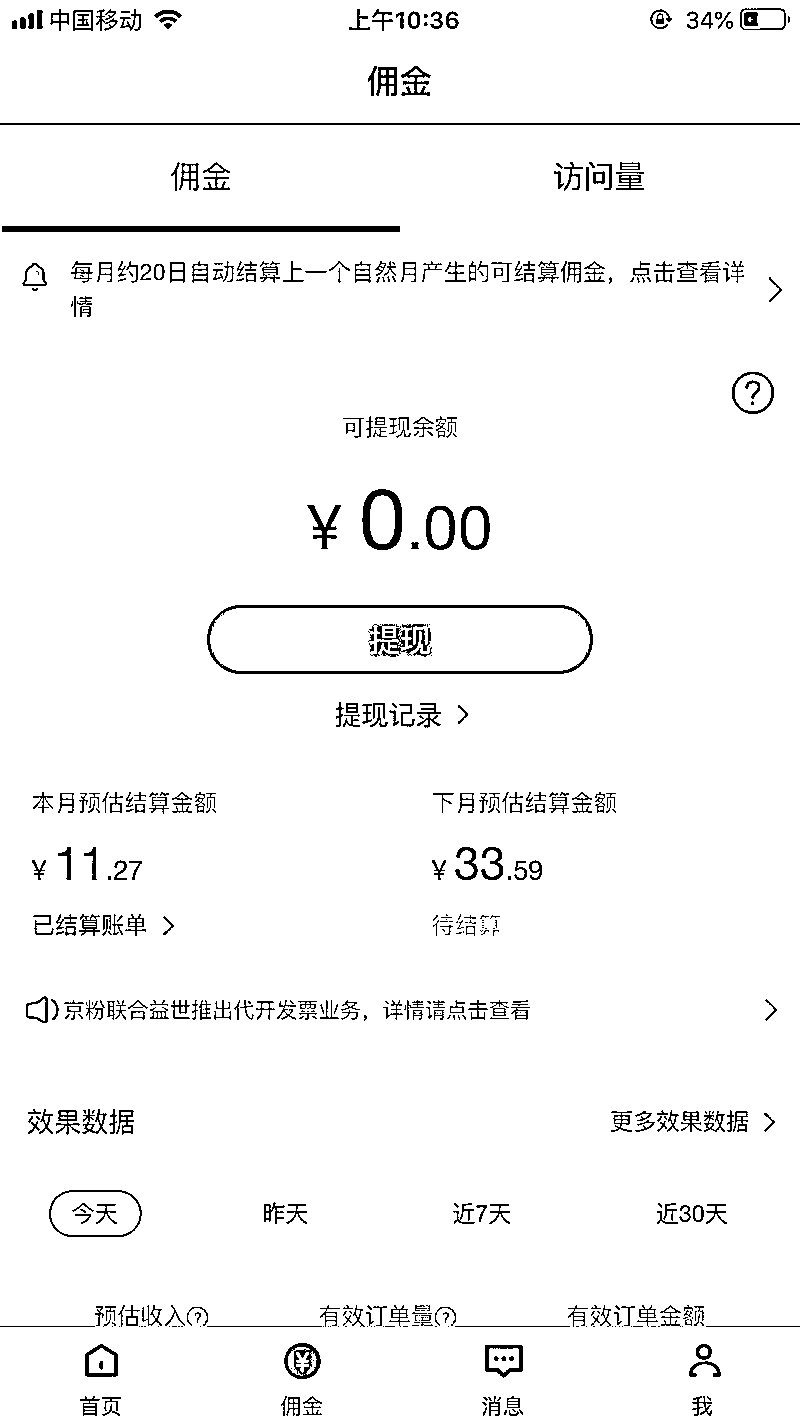 中国移动 上午10:36 34%
佣金
佣金 访问量
每月约20日自动结算上一个自然月产生的可结算佣金，点击查看详
情
可提现余额
¥ 0.00
提现
提现记录
本月预估结算金额 下月预估结算金额
¥ 11.27 ¥ 33.59
已结算账单 待结算
京粉联合益世推出代开发票业务，详情请点击查看
效果数据 更多效果数据
今天 昨天 近7天 近30天
预估收入 有效订单量 有效订单金额
首页 佣金 消息 我